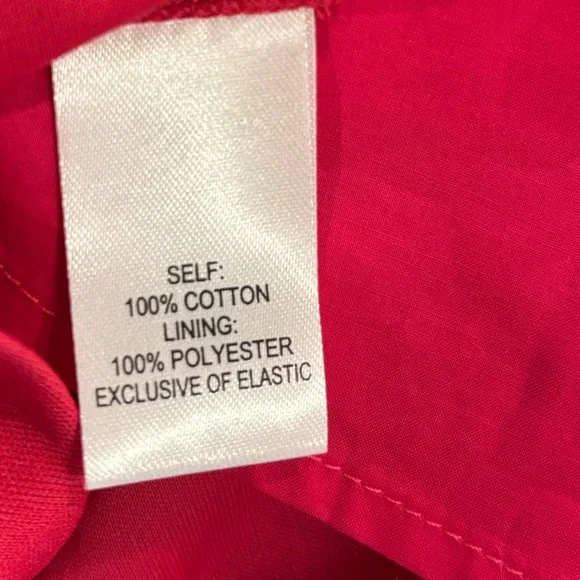 SELF:
100% COTTON
LINING:
100% POLYESTER
EXCLUSIVE OF ELASTIC